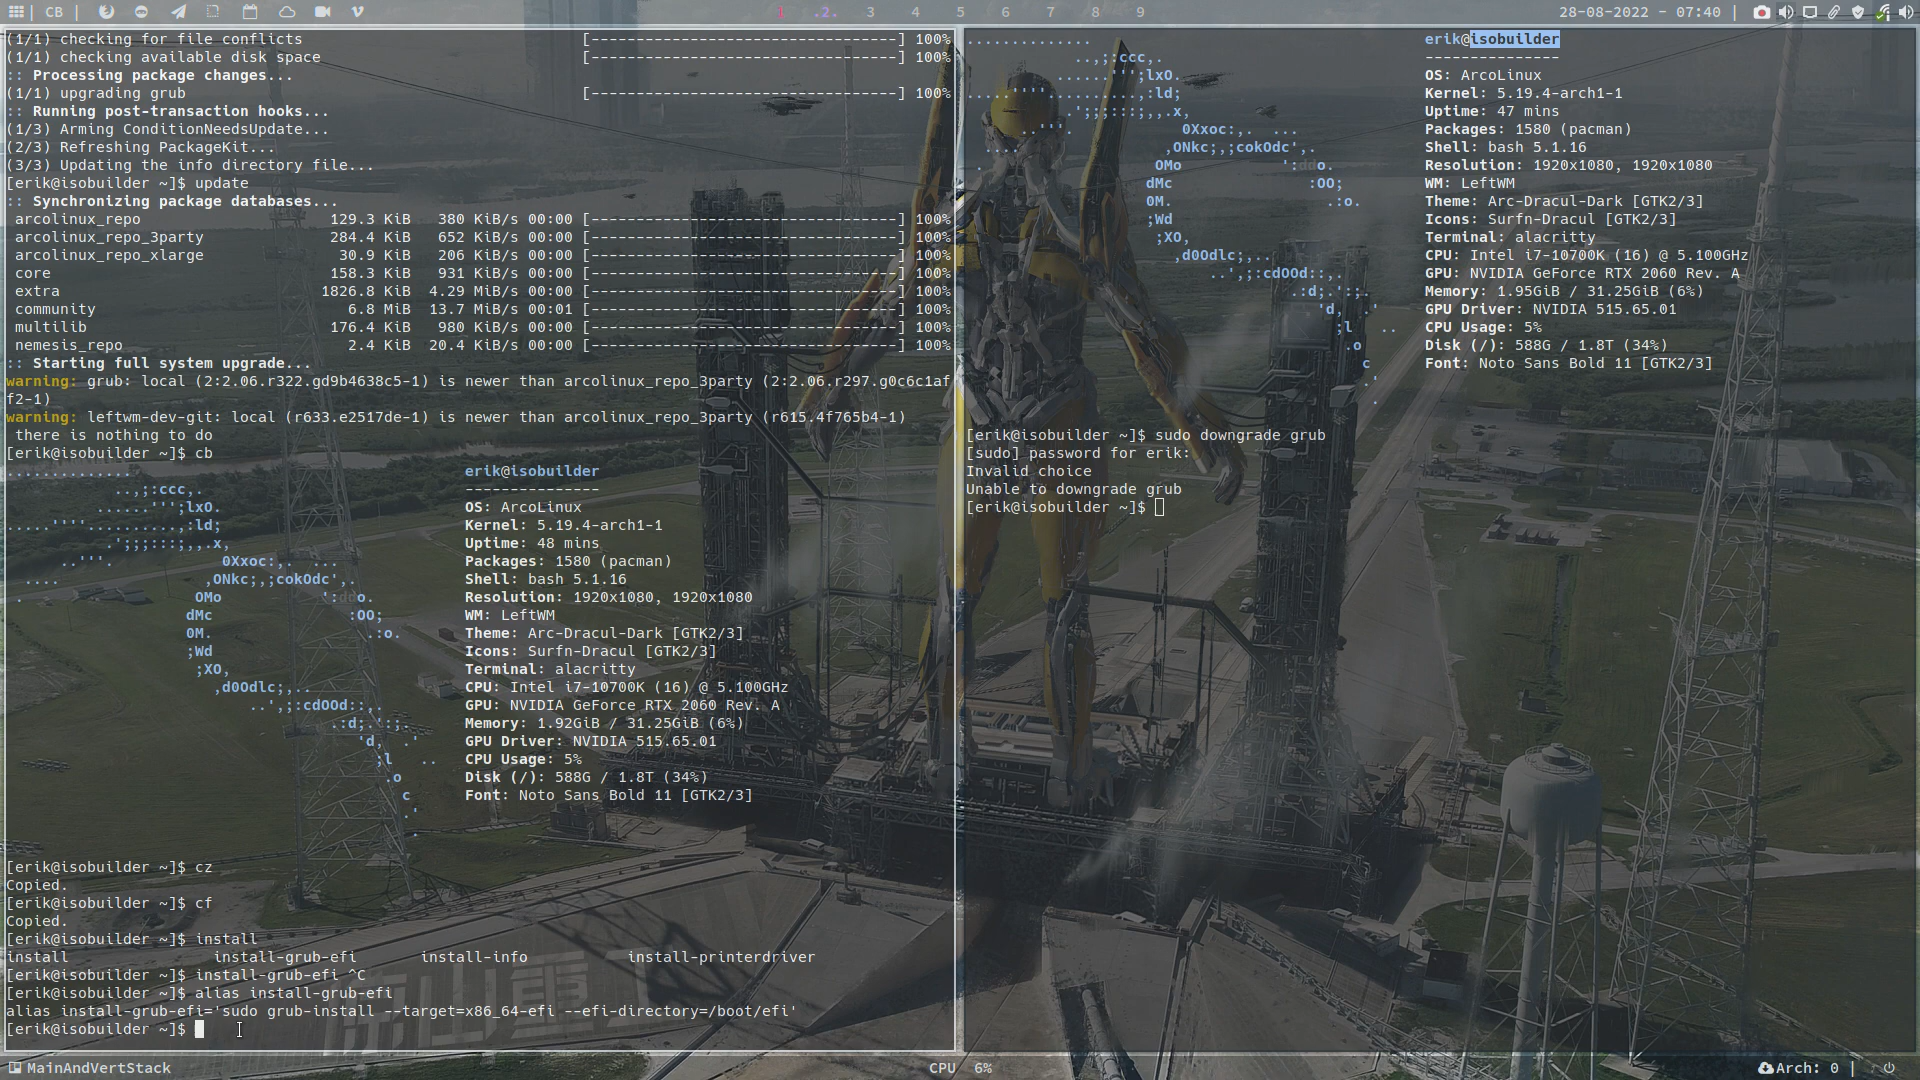 CB
1 .2. 3 4 5 6 7 8 9
28-08-2022 - 07:40
(1/1) checking for file conflicts [----------------------------------] 100%
(1/1) checking available disk space [----------------------------------] 100%
:: Processing package changes...
(1/1) upgrading grub [----------------------------------] 100%
:: Running post-transaction hooks...
(1/3) Arming ConditionNeedsUpdate...
(2/3) Refreshing PackageKit...
(3/3) Updating the info directory file...
[erik@isobuilder ~]$ update
:: Synchronizing package databases...
arcolinux_repo 129.3 KiB 380 KiB/s 00:00 [----------------------------------] 100%
arcolinux_repo_3party 284.4 KiB 652 KiB/s 00:00 [----------------------------------] 100%
arcolinux_repo_xlarge 30.9 KiB 206 KiB/s 00:00 [----------------------------------] 100%
core 158.3 KiB 931 KiB/s 00:00 [----------------------------------] 100%
extra 1826.8 KiB 4.29 MiB/s 00:00 [----------------------------------] 100%
community 6.8 MiB 13.7 MiB/s 00:01 [----------------------------------] 100%
multilib 176.4 KiB 980 KiB/s 00:00 [----------------------------------] 100%
nemesis_repo 2.4 KiB 20.4 KiB/s 00:00 [----------------------------------] 100%
:: Starting full system upgrade...
warning: grub: local (2:2.06.r322.gd9b4638c5-1) is newer than arcolinux_repo_3party (2:2.06.r297.g0c6c1af
f2-1)
warning: leftwm-dev-git: local (r633.e2517de-1) is newer than arcolinux_repo_3party (r615.4f765b4-1)
there is nothing to do
[erik@isobuilder ~]$ cb
erik@isobuilder
---------------
OS: ArcoLinux
Kernel: 5.19.4-arch1-1
Uptime: 48 mins
Packages: 1580 (pacman)
Shell: bash 5.1.16
Resolution: 1920x1080, 1920x1080
WM: LeftWM
Theme: Arc-Dracul-Dark [GTK2/3]
Icons: Surfn-Dracul [GTK2/3]
Terminal: alacritty
CPU: Intel i7-10700K (16) @ 5.100GHz
GPU: NVIDIA GeForce RTX 2060 Rev. A
Memory: 1.92GiB / 31.25GiB (6%)
GPU Driver: NVIDIA 515.65.01
CPU Usage: 5%
Disk (/): 588G / 1.8T (34%)
Font: Noto Sans Bold 11 [GTK2/3]
[erik@isobuilder ~]$ cz
Copied.
[erik@isobuilder ~]$ cf
Copied.
[erik@isobuilder ~]$ install
install install-grub-efi install-info install-printerdriver
[erik@isobuilder ~]$ install-grub-efi ^C
[erik@isobuilder ~]$ alias install-grub-efi
alias install-grub-efi='sudo grub-install --target=x86_64-efi --efi-directory=/boot/efi'
[erik@isobuilder ~]$
erik@isobuilder
---------------
OS: ArcoLinux
Kernel: 5.19.4-arch1-1
Uptime: 47 mins
Packages: 1580 (pacman)
Shell: bash 5.1.16
Resolution: 1920x1080, 1920x1080
WM: LeftWM
Theme: Arc-Dracul-Dark [GTK2/3]
Icons: Surfn-Dracul [GTK2/3]
Terminal: alacritty
CPU: Intel i7-10700K (16) @ 5.100GHz
GPU: NVIDIA GeForce RTX 2060 Rev. A
Memory: 1.95GiB / 31.25GiB (6%)
GPU Driver: NVIDIA 515.65.01
CPU Usage: 5%
Disk (/): 588G / 1.8T (34%)
Font: Noto Sans Bold 11 [GTK2/3]
[erik@isobuilder ~]$ sudo downgrade grub
[sudo] password for erik:
Invalid choice
Unable to downgrade grub
[erik@isobuilder ~]$
MainAndVertStack
CPU 6%
Arch: 0